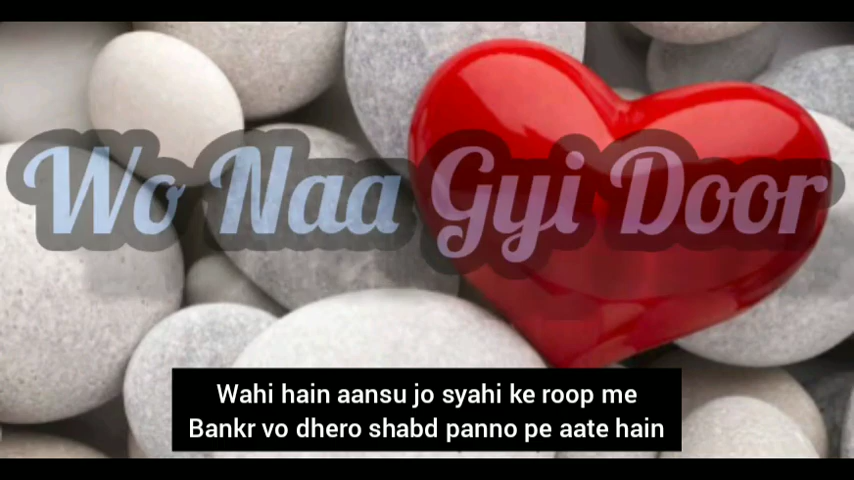 Wo Naa Gyi Door
Wahi hain aansu jo syahi ke roop me
Bankr vo dhero shabd panno pe aate hain